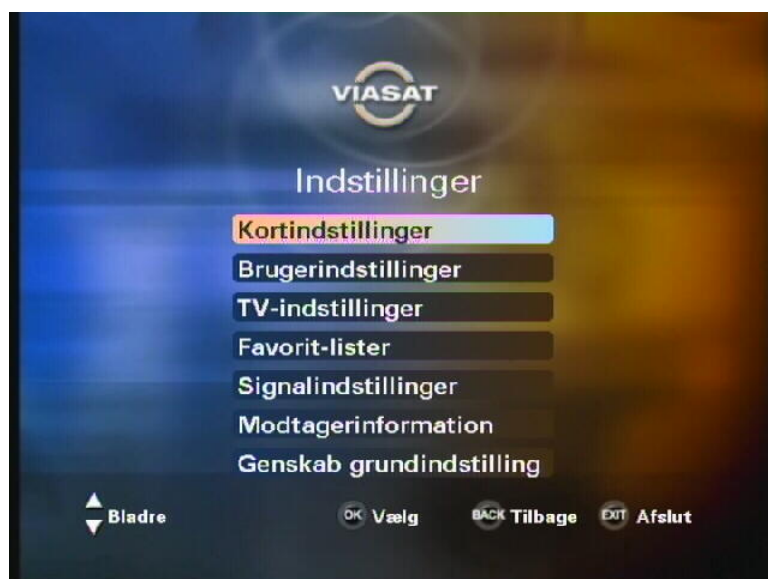 VIASAT
Indstillinger
Kortindstillinger
Brugerindstillinger
TV-indstillinger
Favorit-lister
Signalindstillinger
Modtagerinformation
Genskab grundindstilling
Bladre OK Vælg BACK Tilbage EXIT Afslut